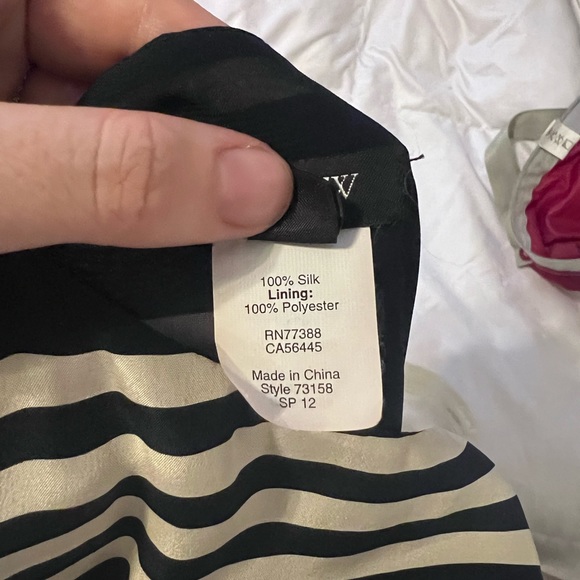 100% Silk
Lining:
100% Polyester
RN77388
CA56445
Made in China
Style 73158
SP 12